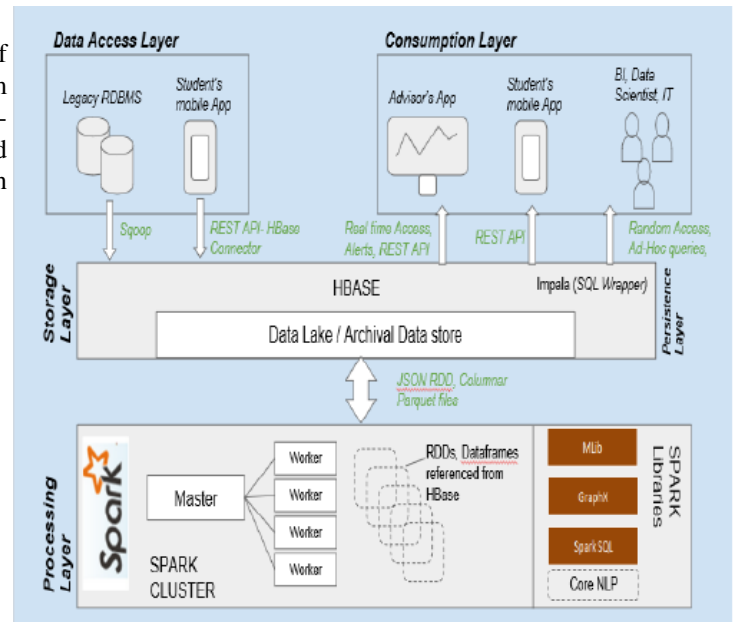 f
n
-
d
n
Data Access Layer
Legacy RDBMS
Student's
mobile App
Sqoop
REST API- HBase
Connector
Consumption Layer
Advisor's App
Student's
mobile App
BI, Data
Scientist, IT
Real time Access,
Alerts, REST API
REST API
Random Access,
Ad-Hoc queries,
Storage
Layer
HBASE
Impala (SQL Wrapper)
Data Lake / Archival Data store
Persistence
Layer
JSON RDD, Columnar
Parquet files
Processing
Layer
Spark
Master
Worker
Worker
Worker
Worker
SPARK
CLUSTER
RDDs, Dataframes
referenced from
HBase
MLib
GraphX
Spark SQL
Core NLP
SPARK
Libraries